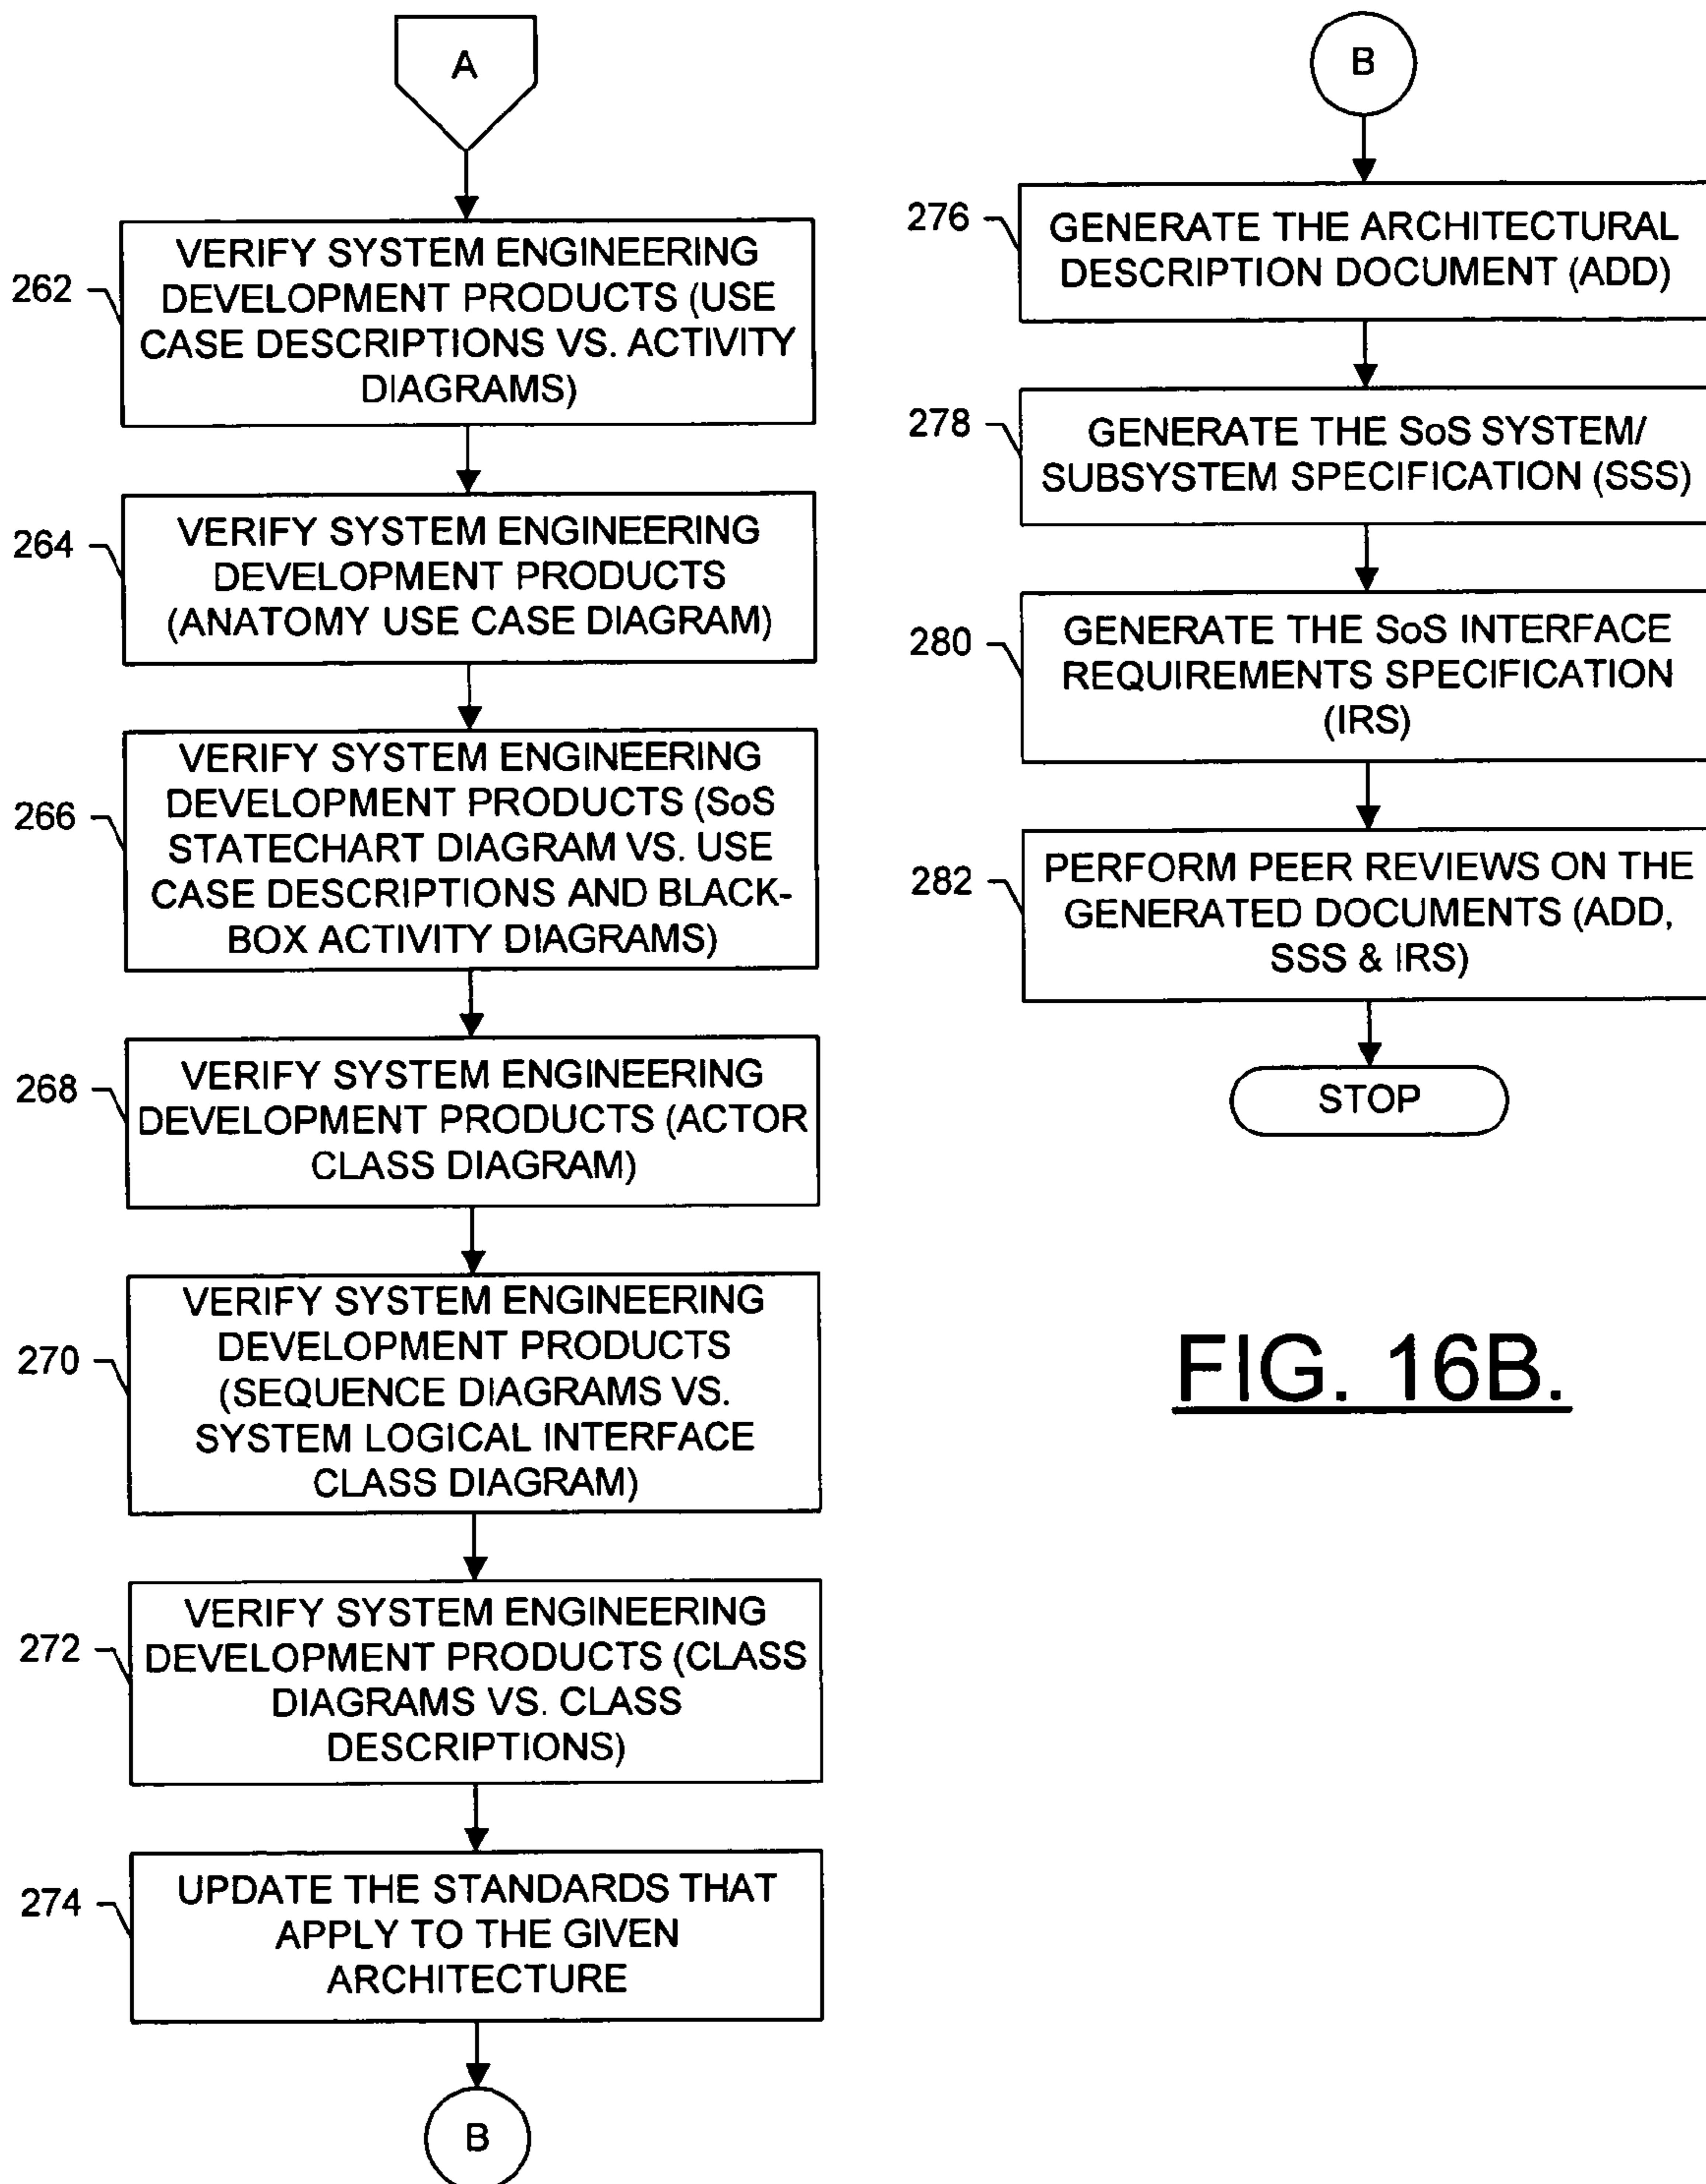 A
262
VERIFY SYSTEM ENGINEERING
DEVELOPMENT PRODUCTS (USE
CASE DESCRIPTIONS VS. ACTIVITY
DIAGRAMS)
264
VERIFY SYSTEM ENGINEERING
DEVELOPMENT PRODUCTS
(ANATOMY USE CASE DIAGRAM)
266
VERIFY SYSTEM ENGINEERING
DEVELOPMENT PRODUCTS (SoS
STATECHART DIAGRAM VS. USE
CASE DESCRIPTIONS AND BLACK-
BOX ACTIVITY DIAGRAMS)
268
VERIFY SYSTEM ENGINEERING
DEVELOPMENT PRODUCTS (ACTOR
CLASS DIAGRAM)
270
VERIFY SYSTEM ENGINEERING
DEVELOPMENT PRODUCTS
(SEQUENCE DIAGRAMS VS.
SYSTEM LOGICAL INTERFACE
CLASS DIAGRAM)
272
VERIFY SYSTEM ENGINEERING
DEVELOPMENT PRODUCTS (CLASS
DIAGRAMS VS. CLASS
DESCRIPTIONS)
274
UPDATE THE STANDARDS THAT
APPLY TO THE GIVEN
ARCHITECTURE
B
B
276
GENERATE THE ARCHITECTURAL
DESCRIPTION DOCUMENT (ADD)
278
GENERATE THE SoS SYSTEM/
SUBSYSTEM SPECIFICATION (SSS)
280
GENERATE THE SoS INTERFACE
REQUIREMENTS SPECIFICATION
(IRS)
282
PERFORM PEER REVIEWS ON THE
GENERATED DOCUMENTS (ADD,
SSS & IRS)
STOP
FIG. 16B.